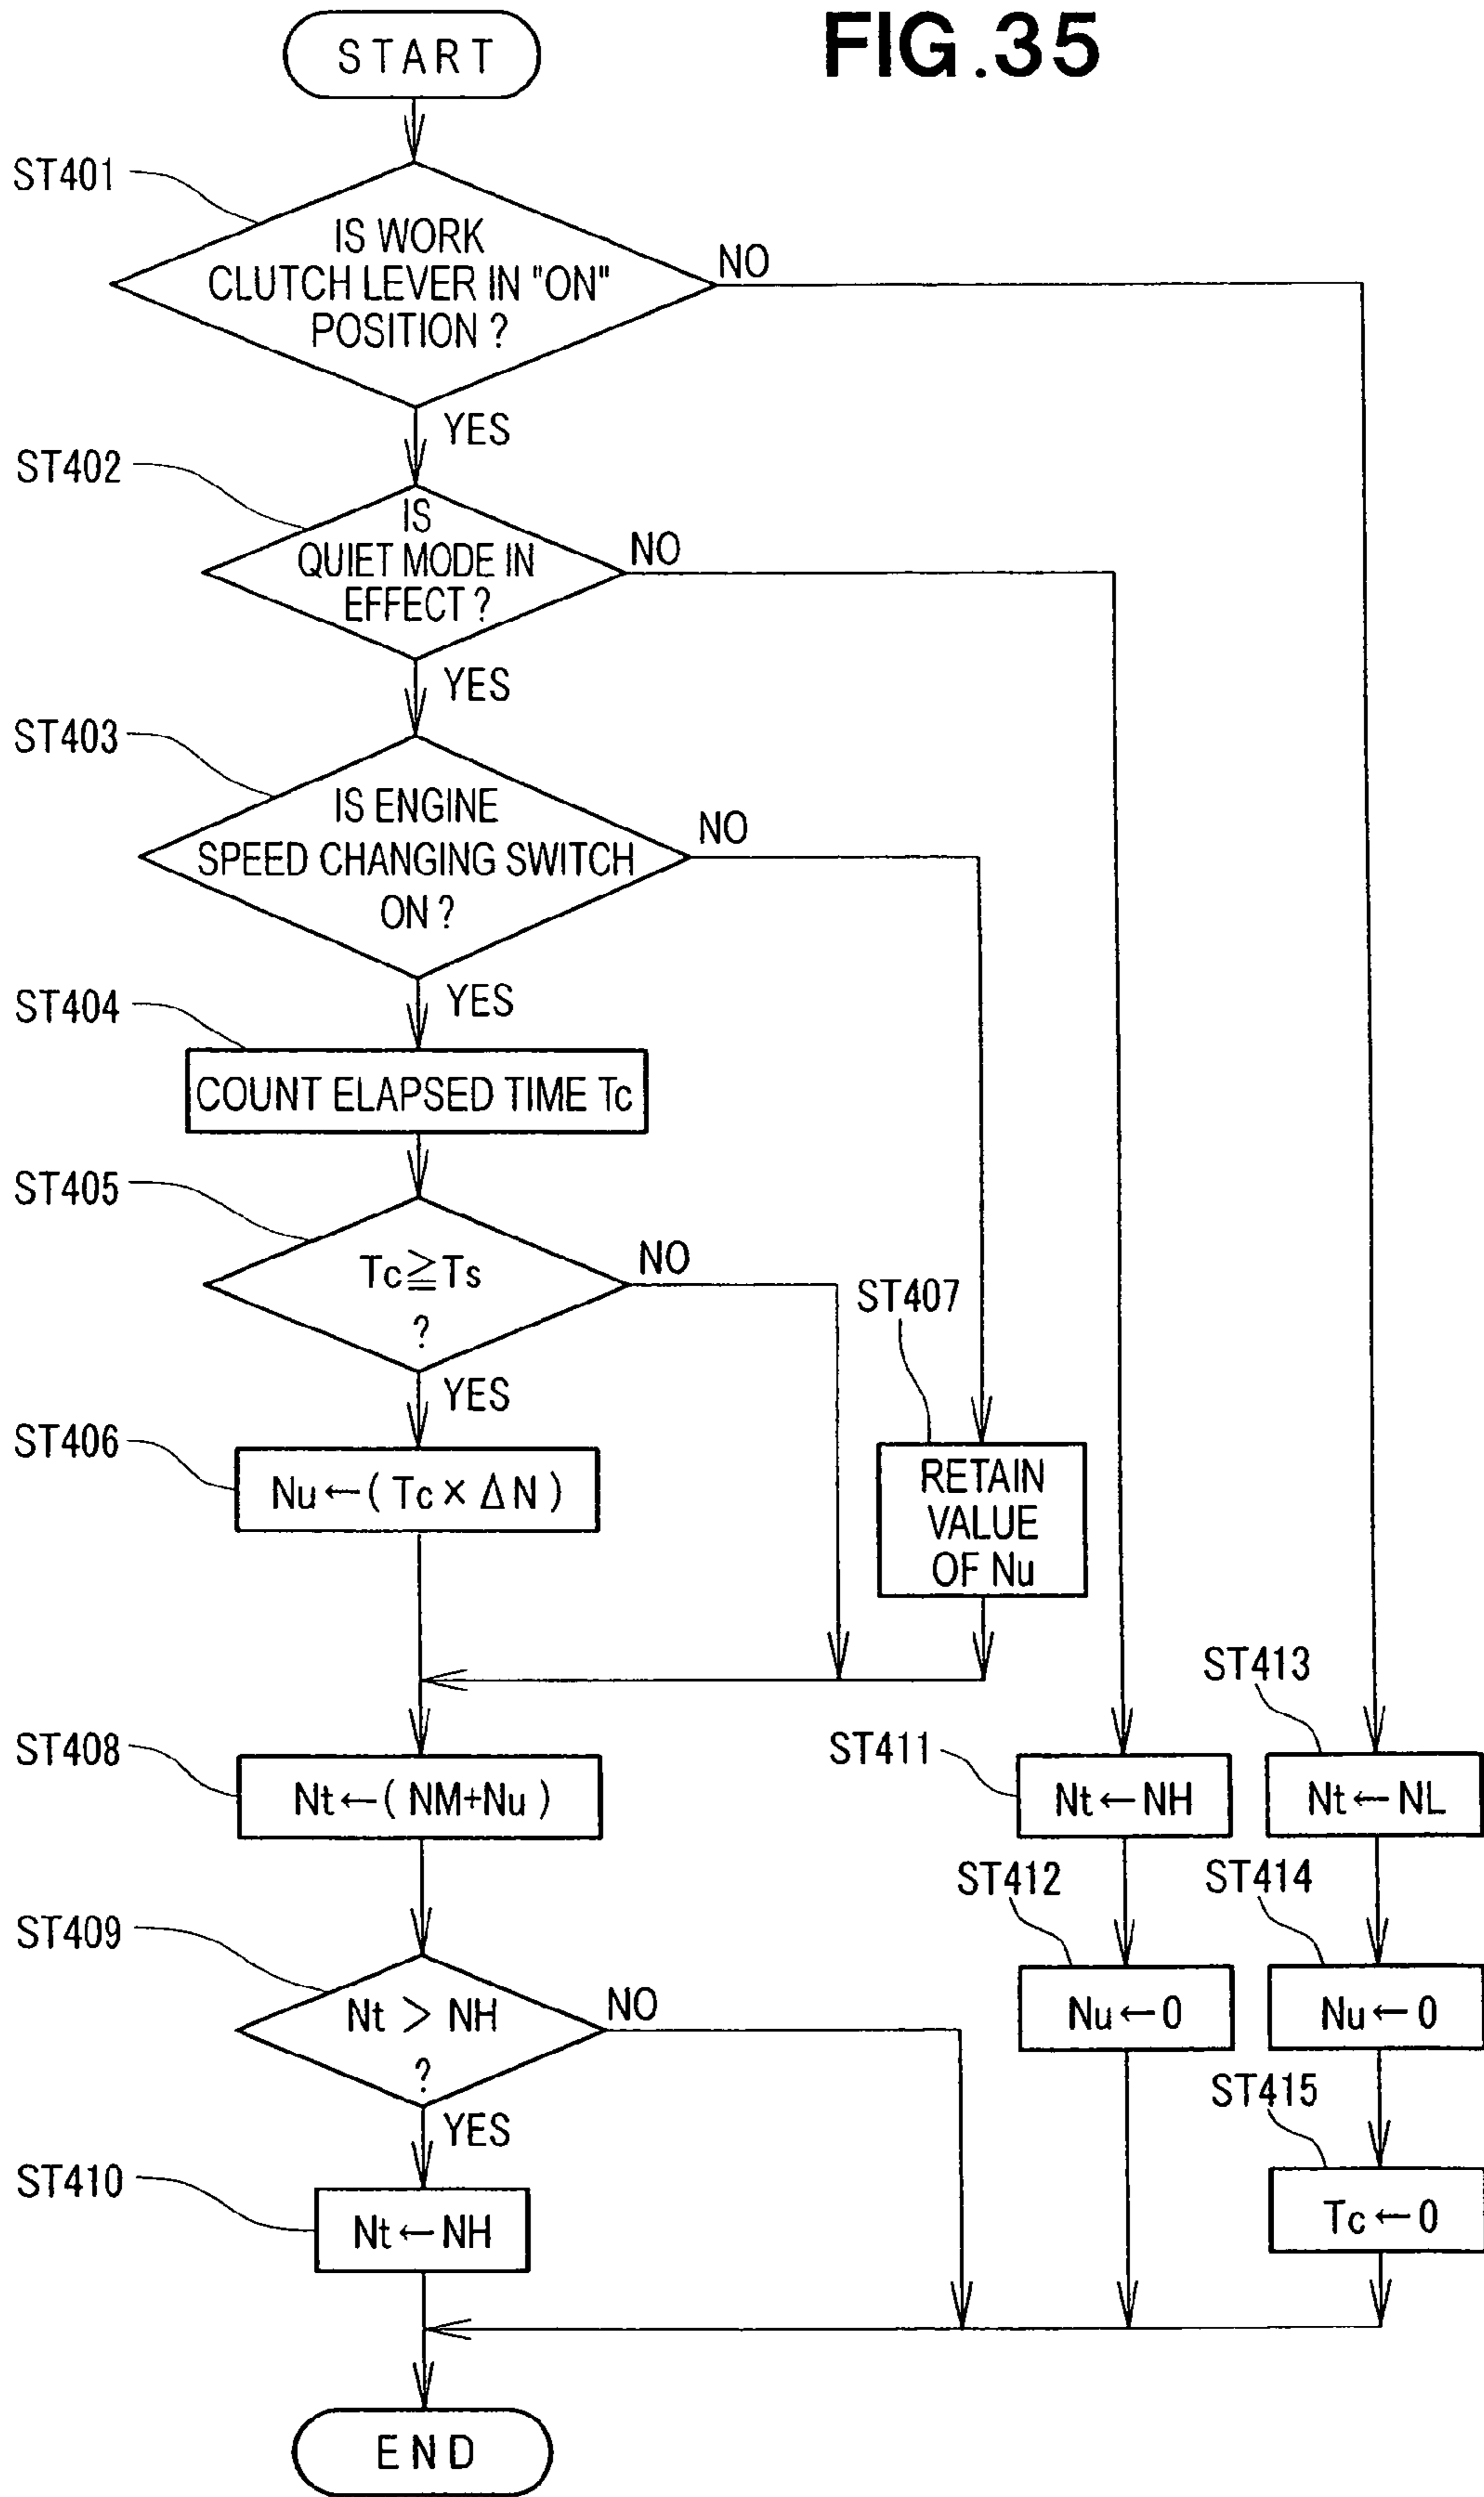 FIG.35
START
ST401
IS WORK
CLUTCH LEVER IN "ON"
POSITION ?
NO
YES
ST402
IS
QUIET MODE IN
EFFECT ?
NO
YES
ST403
IS ENGINE
SPEED CHANGING SWITCH
ON ?
NO
YES
ST404
COUNT ELAPSED TIME Tc
ST405
Tc≧Ts
?
NO
YES
ST406
Nu←(Tc×ΔN)
ST407
RETAIN
VALUE
OF Nu
ST408
Nt←(NM+Nu)
ST409
Nt > NH
?
NO
YES
ST410
Nt←NH
ST411
Nt←NH
ST412
Nu←0
ST413
Nt←NL
ST414
Nu←0
ST415
Tc←0
END